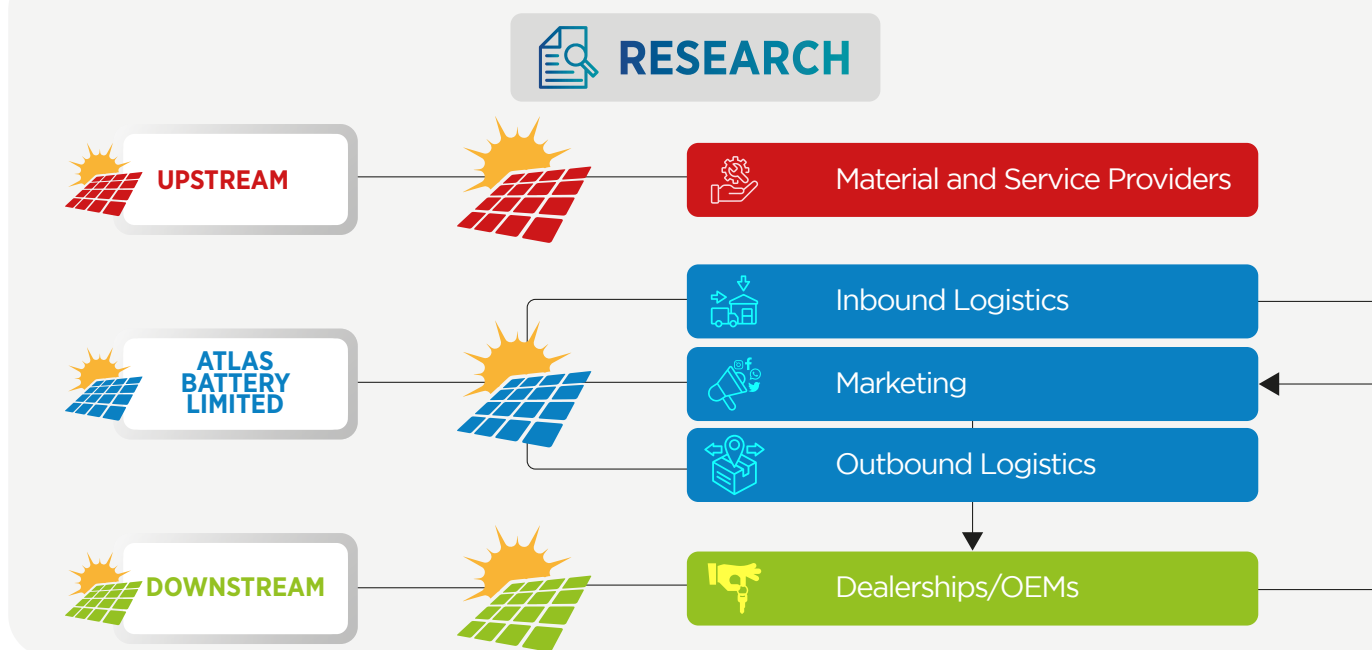 RESEARCH
UPSTREAM
Material and Service Providers
ATLAS
BATTERY
LIMITED
Inbound Logistics
Marketing
Outbound Logistics
DOWNSTREAM
Dealerships/OEMs